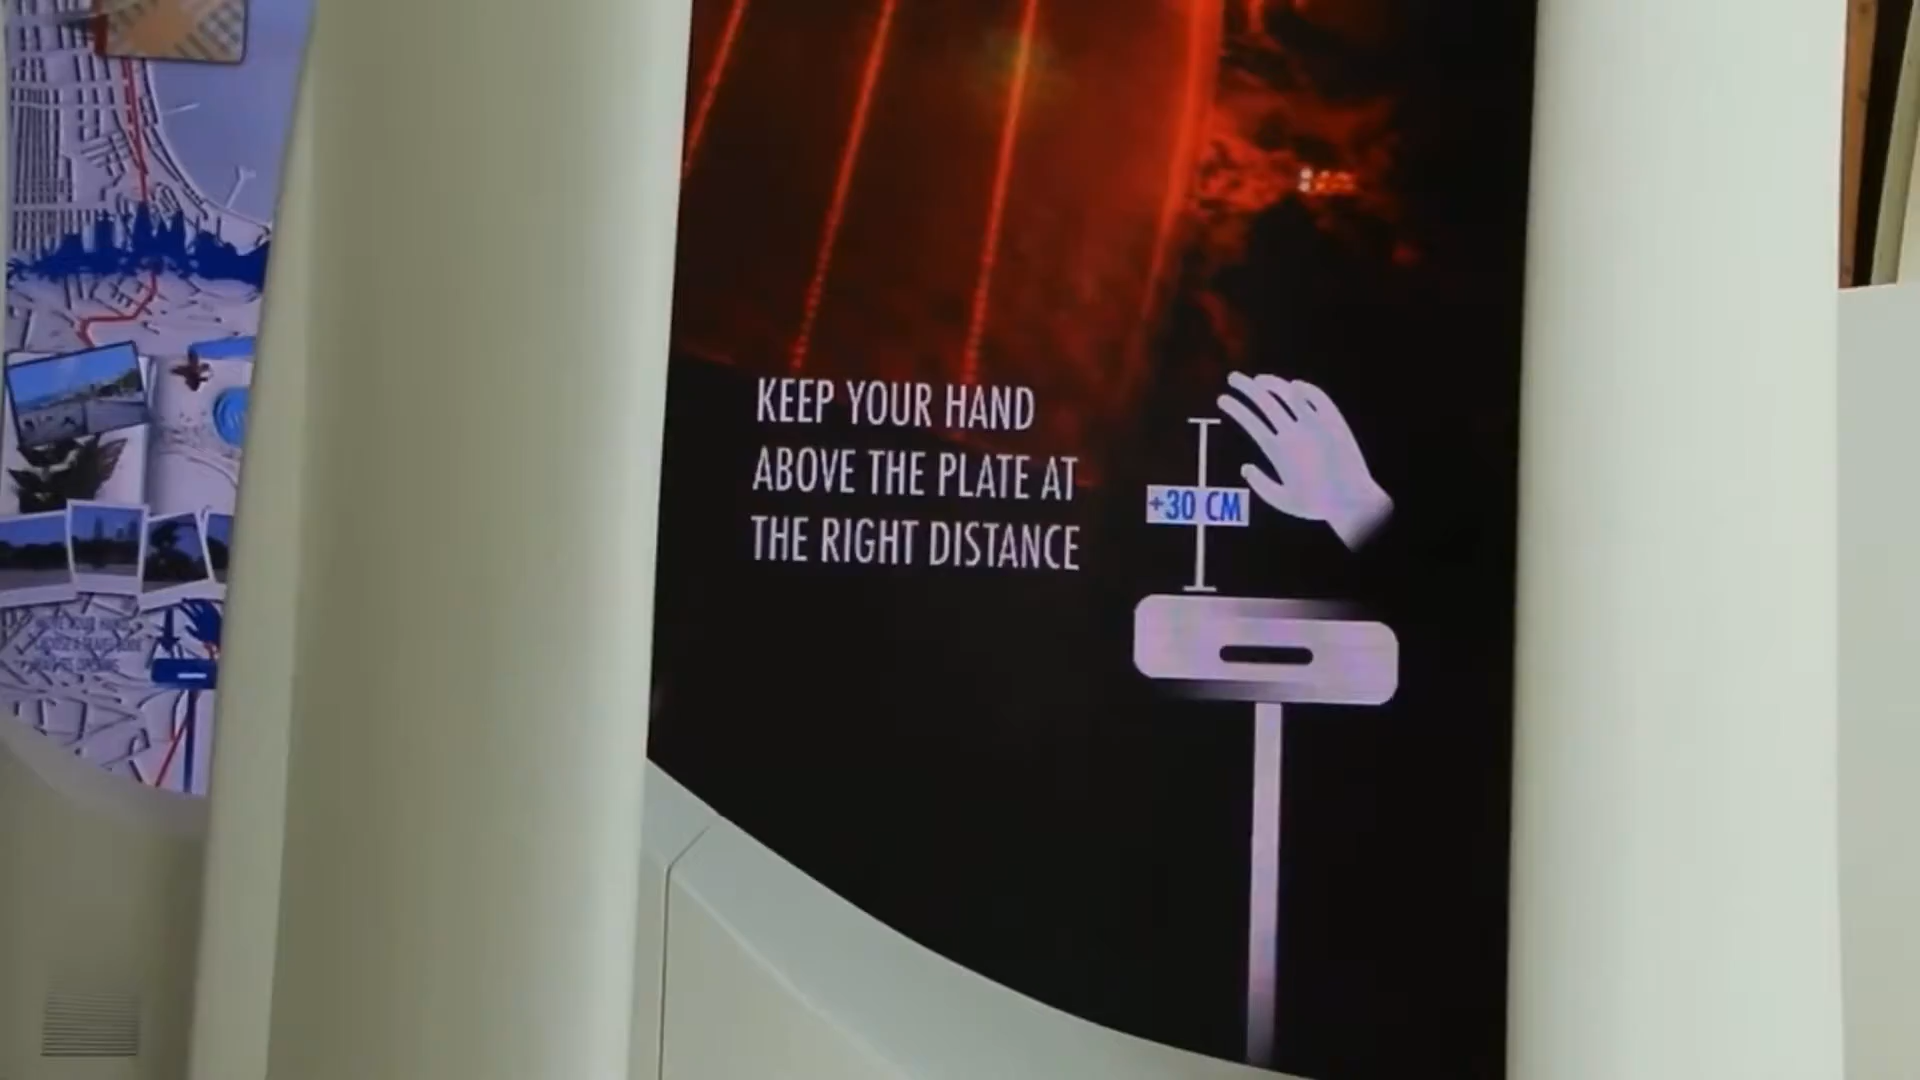 KEEP YOUR HAND
ABOVE THE PLATE AT
THE RIGHT DISTANCE
+30 CM